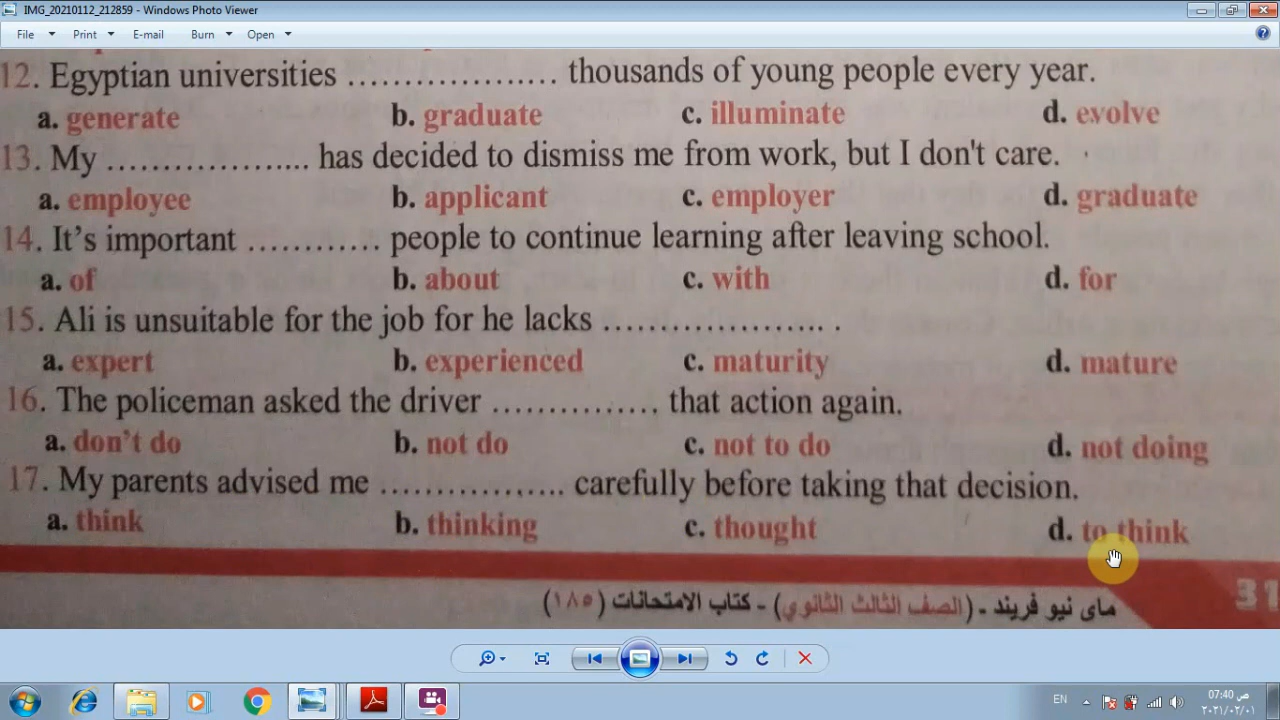 IMG_20210112_212859 - Windows Photo Viewer
File Print E-mail Burn Open
12. Egyptian universities .................. thousands of young people every year.
a. generate b. graduate c. illuminate d. evolve
13. My ................... has decided to dismiss me from work, but I don't care.
a. employee b. applicant c. employer d. graduate
14. It's important ............ people to continue learning after leaving school.
a. of b. about c. with d. for
15. Ali is unsuitable for the job for he lacks ..................... .
a. expert b. experienced c. maturity d. mature
16. The policeman asked the driver ............... that action again.
a. don't do b. not do c. not to do d. not doing
17. My parents advised me ................. carefully before taking that decision.
a. think b. thinking c. thought d. to think
31
ماى نيو فريند - (الصف الثالث الثانوي) - كتاب الامتحانات (١٨٥)
EN
07:40 ص
٢٠٢١/٠٢/٠١